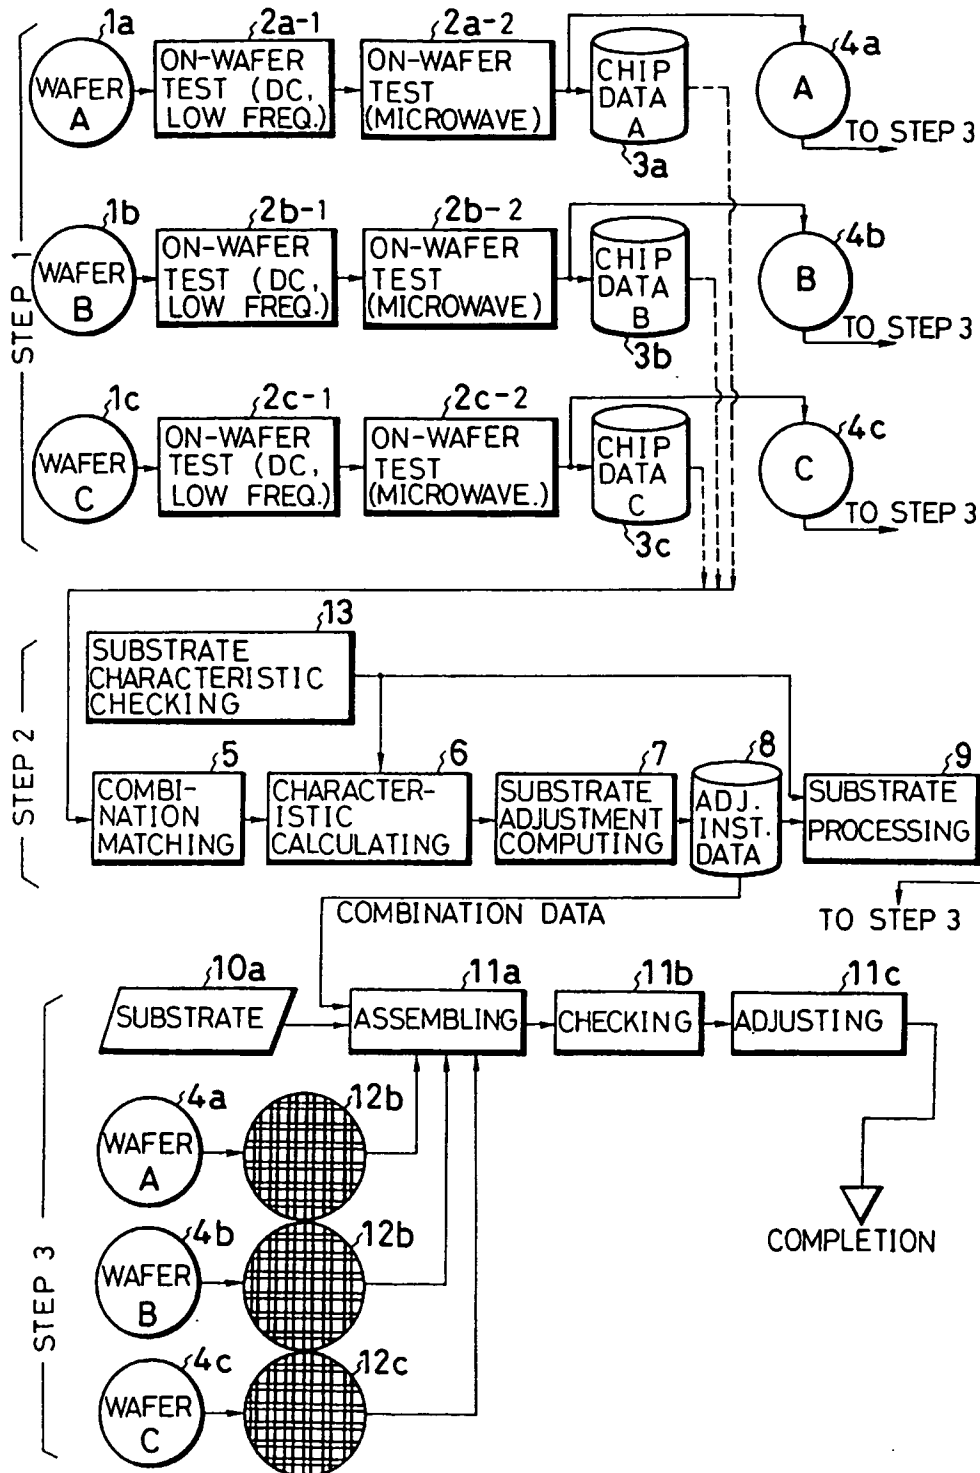 STEP 1
1a
2a-1
2a-2
4a
WAFER
A
ON-WAFER
TEST (DC,
LOW FREQ.)
ON-WAFER
TEST
(MICROWAVE)
CHIP
DATA
A
3a
A
TO STEP 3
1b
2b-1
2b-2
4b
WAFER
B
ON-WAFER
TEST (DC,
LOW FREQ.)
ON-WAFER
TEST
(MICROWAVE)
CHIP
DATA
B
3b
B
TO STEP 3
1c
2c-1
2c-2
4c
WAFER
C
ON-WAFER
TEST (DC,
LOW FREQ.)
ON-WAFER
TEST
(MICROWAVE.)
CHIP
DATA
C
3c
C
TO STEP 3
STEP 2
13
SUBSTRATE
CHARACTERISTIC
CHECKING
5
COMBI-
NATION
MATCHING
6
CHARACTER-
ISTIC
CALCULATING
7
SUBSTRATE
ADJUSTMENT
COMPUTING
8
ADJ.
INST.
DATA
9
SUBSTRATE
PROCESSING
COMBINATION DATA
TO STEP 3
STEP 3
10a
SUBSTRATE
11a
ASSEMBLING
11b
CHECKING
11c
ADJUSTING
4a
WAFER
A
12b
4b
WAFER
B
12b
4c
WAFER
C
12c
COMPLETION